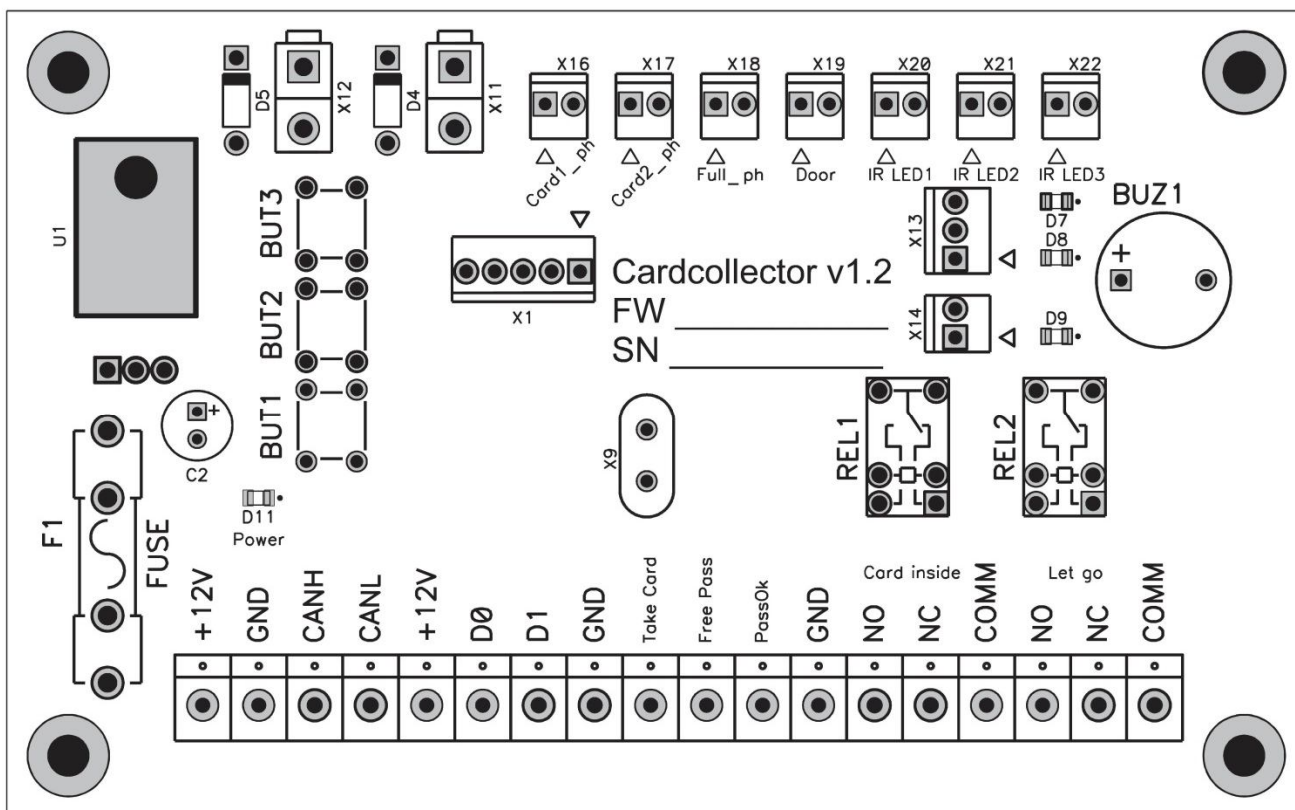 X12
D5
X11
D4
X16
X17
X18
X19
X20
X21
X22
Card1_ph
Card2_ph
Full_ph
Door
IR LED1
IR LED2
IR LED3
U1
BUT3
BUT2
BUT1
X1
Cardcollector v1.2
FW
SN
X13
X14
D7
D8
D9
BUZ1
+
+
C2
D11
Power
F1
FUSE
X9
REL1
REL2
Card inside
Let go
+12V
GND
CANH
CANL
+12V
D0
D1
GND
Take Card
Free Pass
PassOk
GND
NO
NC
COMM
NO
NC
COMM